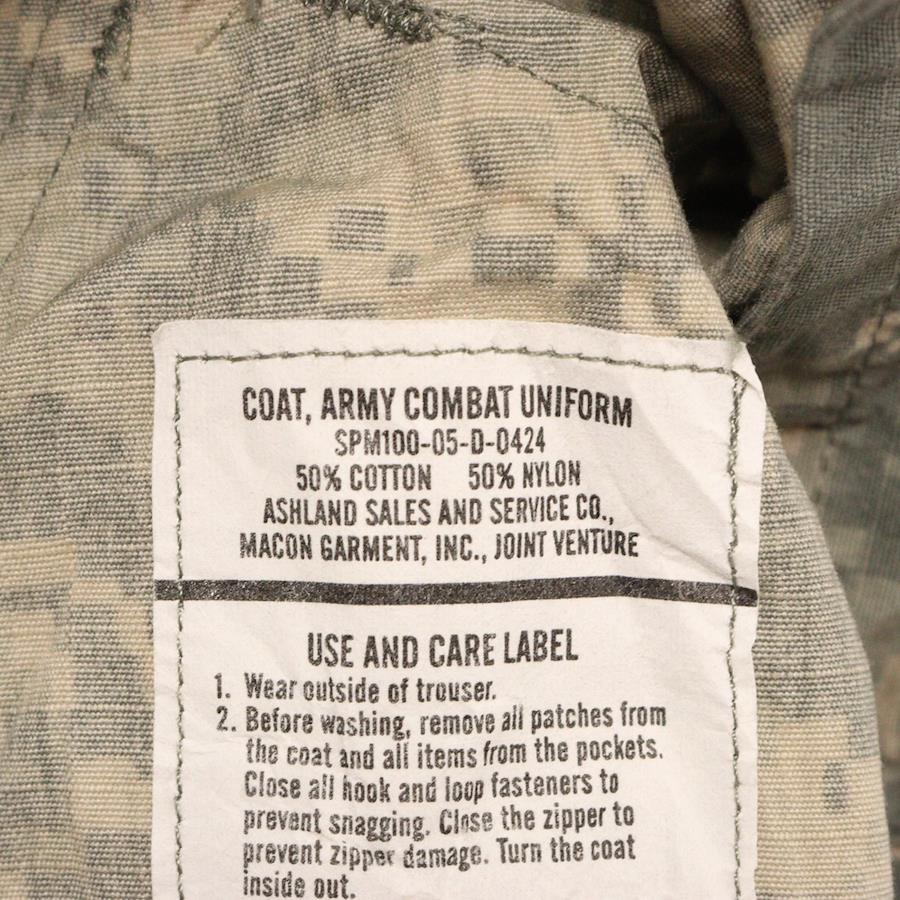 COAT, ARMY COMBAT UNIFORM
SPM100-05-D-0424
50% COTTON 50% NYLON
ASHLAND SALES AND SERVICE CO.,
MACON GARMENT, INC., JOINT VENTURE
USE AND CARE LABEL
1. Wear outside of trouser.
2. Before washing, remove all patches from
the coat and all items from the pockets.
Close all hook and loop fasteners to
prevent snagging. Close the zipper to
prevent zipper damage. Turn the coat
inside out.